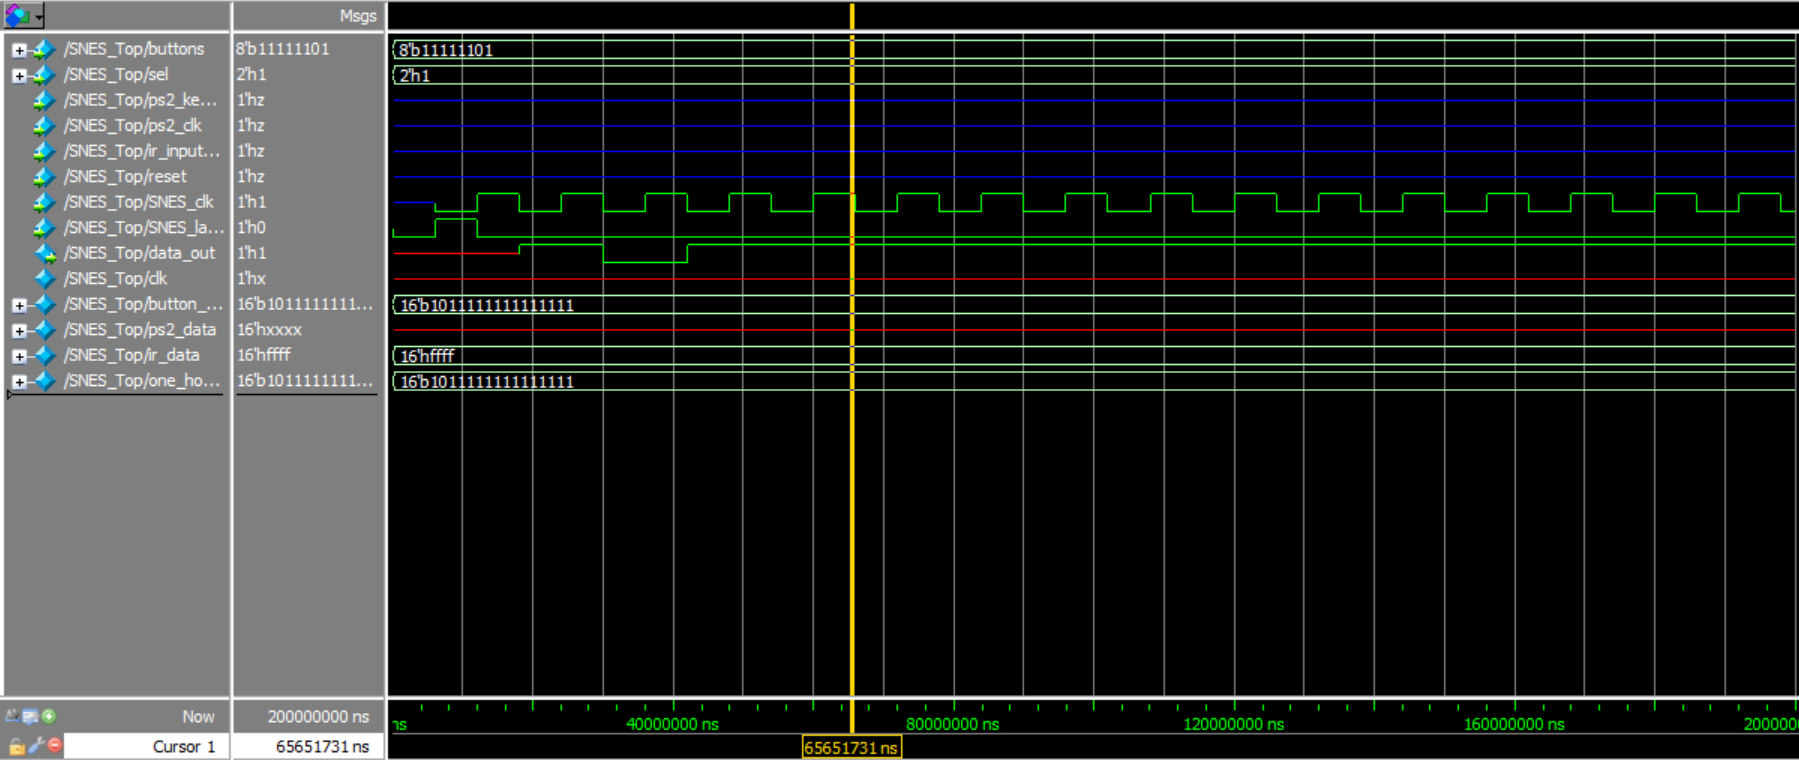 Msgs
/SNES_Top/buttons 8'b11111101 8'b11111101
/SNES_Top/sel 2'h1 2'h1
/SNES_Top/ps2_ke... 1'hz
/SNES_Top/ps2_clk 1'hz
/SNES_Top/ir_input... 1'hz
/SNES_Top/reset 1'hz
/SNES_Top/SNES_clk 1'h1
/SNES_Top/SNES_la... 1'h0
/SNES_Top/data_out 1'h1
/SNES_Top/clk 1'hx
/SNES_Top/button_... 16'b1011111111... 16'b1011111111111111
/SNES_Top/ps2_data 16'hxxxx
/SNES_Top/ir_data 16'hffff 16'hffff
/SNES_Top/one_ho... 16'b1011111111... 16'b1011111111111111
Now 200000000 ns ns 40000000 ns 80000000 ns 120000000 ns 160000000 ns 2000000
Cursor 1 65651731 ns 65651731 ns